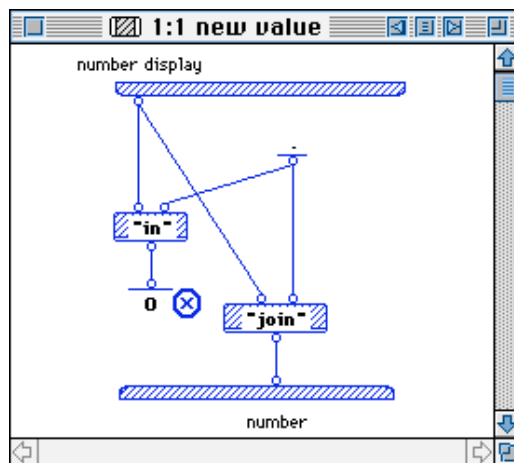 1:1 new value
number display
.
"in"
0
"join"
number